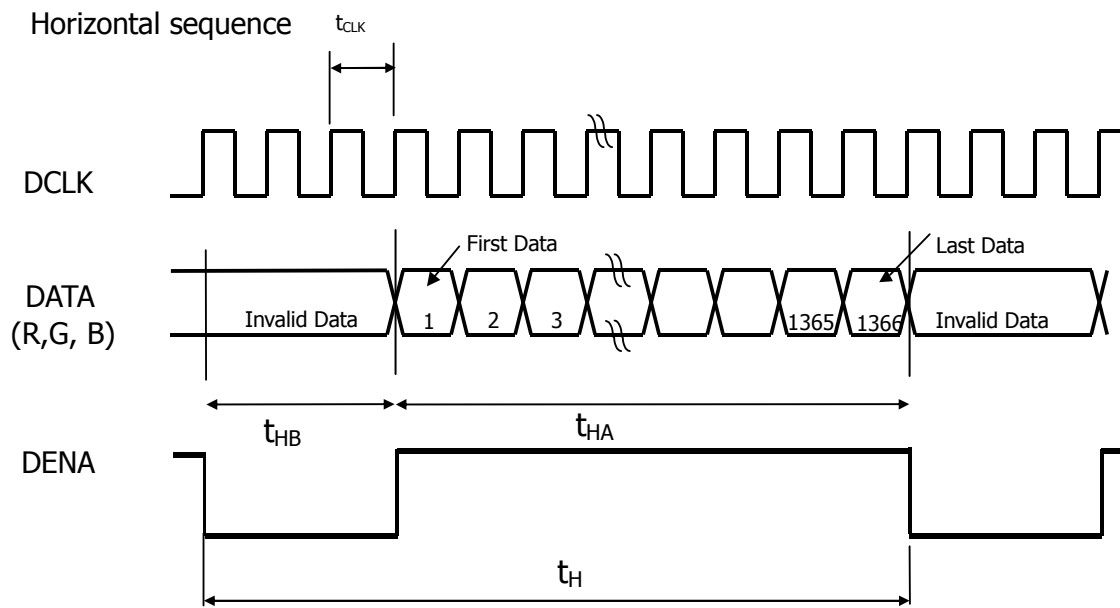 Horizontal sequence
tCLK
DCLK
First Data
Last Data
DATA
(R,G, B)
Invalid Data
1
2
3
1365
1366
Invalid Data
tHB
tHA
DENA
tH